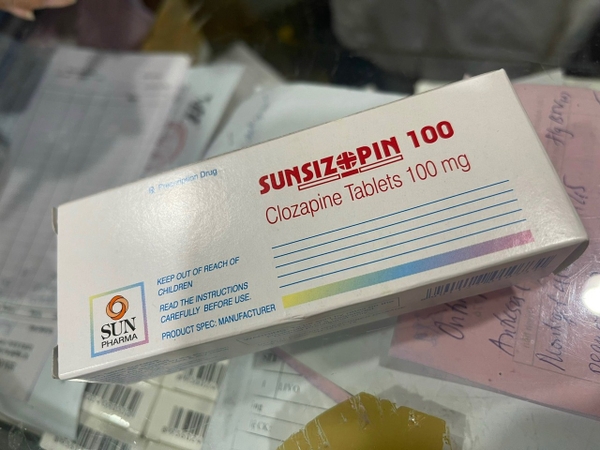 Rx Prescription Drug
SUNSIZOPIN 100
Clozapine Tablets 100 mg
KEEP OUT OF REACH OF
CHILDREN
READ THE INSTRUCTIONS
CAREFULLY BEFORE USE.
PRODUCT SPEC: MANUFACTURER
SUN
PHARMA